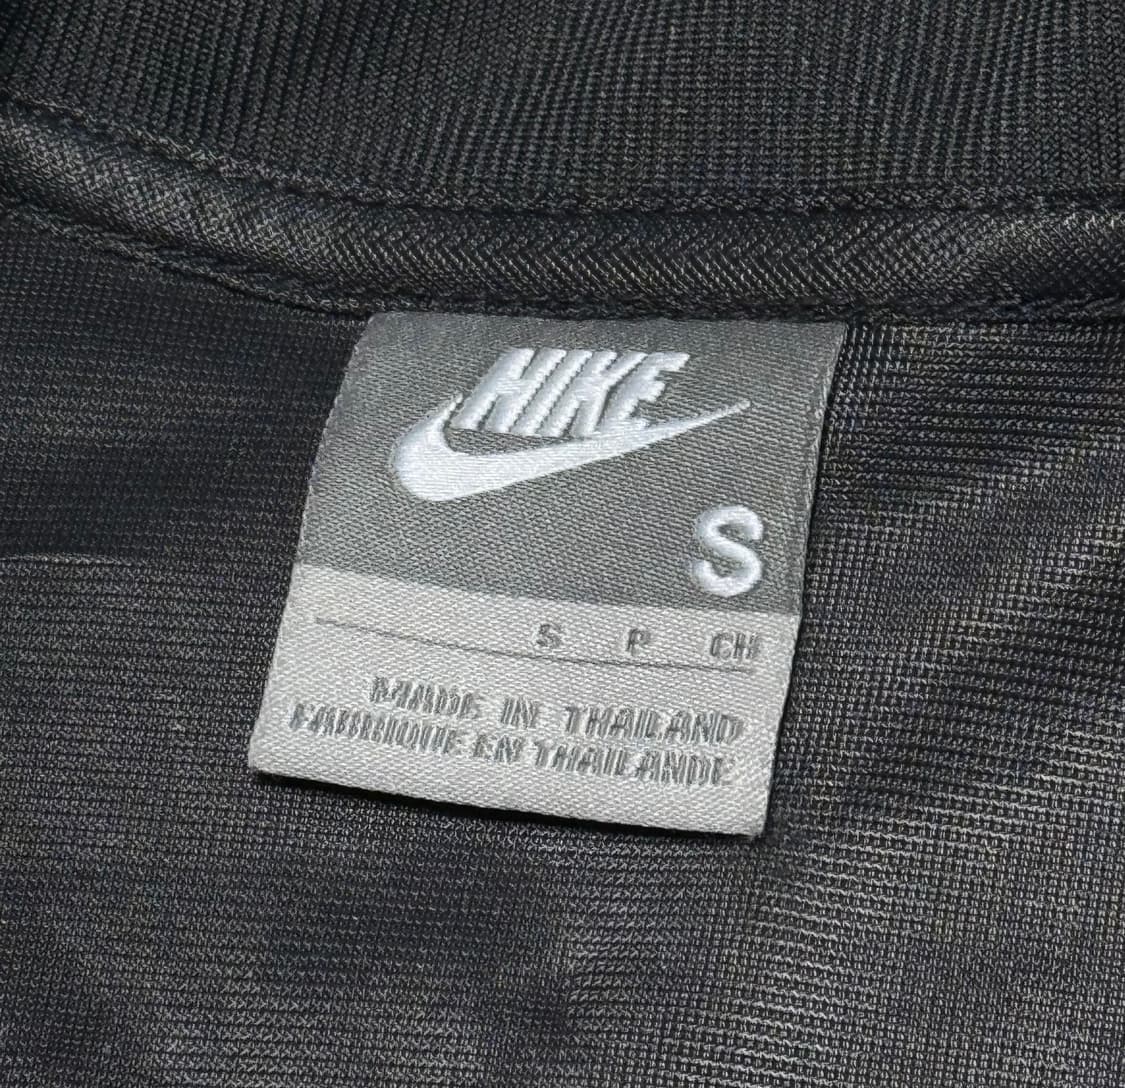 NIKE
S
S P CH
MADE IN THAILAND
FABRIQUE EN THAILANDE